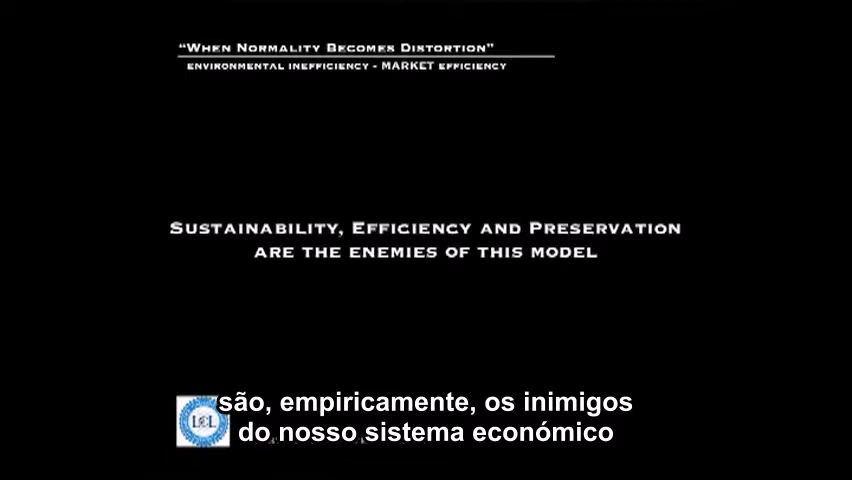 “When Normality Becomes Distortion”
ENVIRONMENTAL INEFFICIENCY - MARKET EFFICIENCY
Sustainability, Efficiency and Preservation
are the enemies of this model
são, empiricamente, os inimigos
do nosso sistema económico